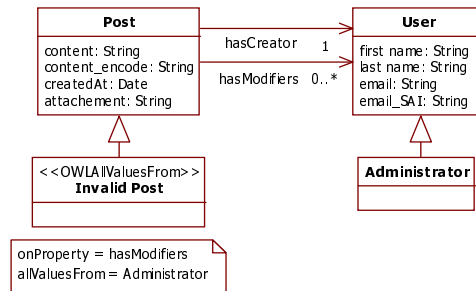 Post
content: String
content_encode: String
createdAt: Date
attachement: String
hasCreator 1
hasModifiers 0..*
User
first name: String
last name: String
email: String
email_SAI: String
<<OWLAllValuesFrom>>
Invalid Post
Administrator
onProperty = hasModifiers
allValuesFrom = Administrator